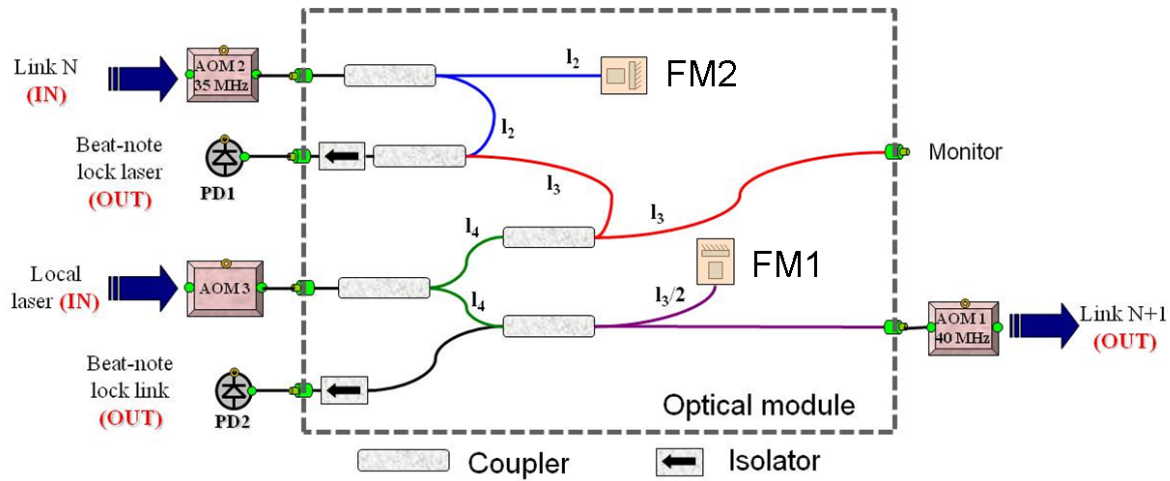 Link N
(IN)
AOM 2
35 MHz
l₂
FM2
l₂
Beat-note
lock laser
(OUT)
PD1
l₃
l₃
Monitor
l₄
FM1
Local
laser (IN)
AOM 3
l₄
l₃/2
AOM 1
40 MHz
Link N+1
(OUT)
Beat-note
lock link
(OUT)
PD2
Optical module
Coupler
Isolator